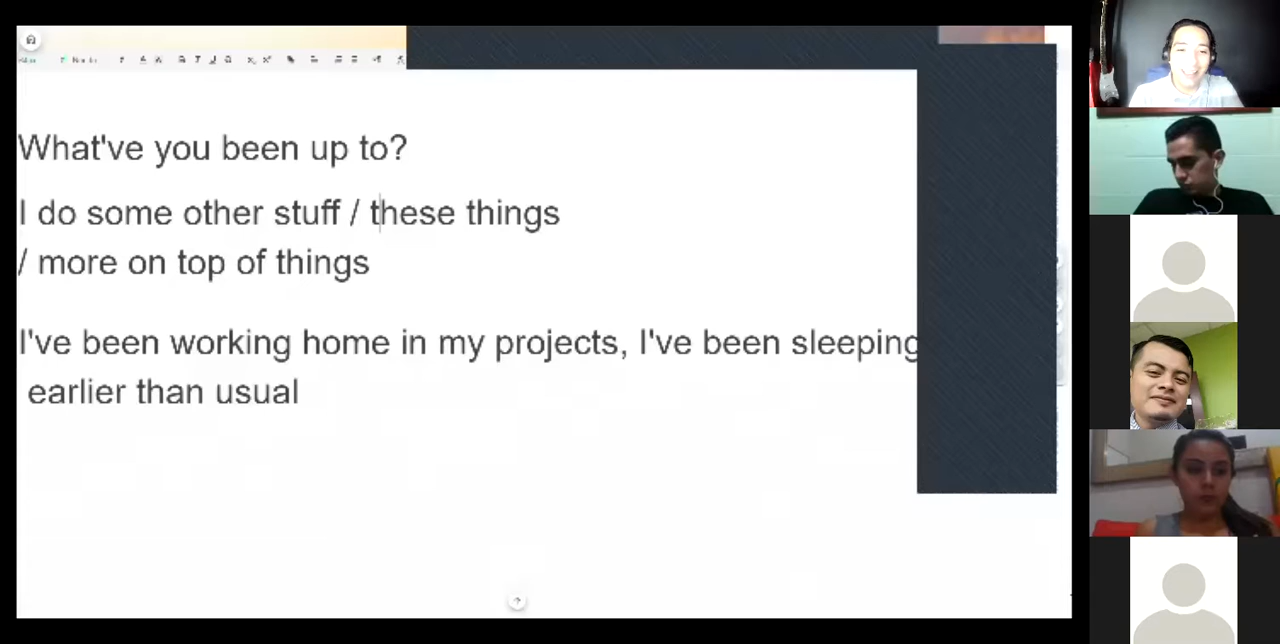 What've you been up to?
I do some other stuff / these things
/ more on top of things
I've been working home in my projects, I've been sleeping
earlier than usual